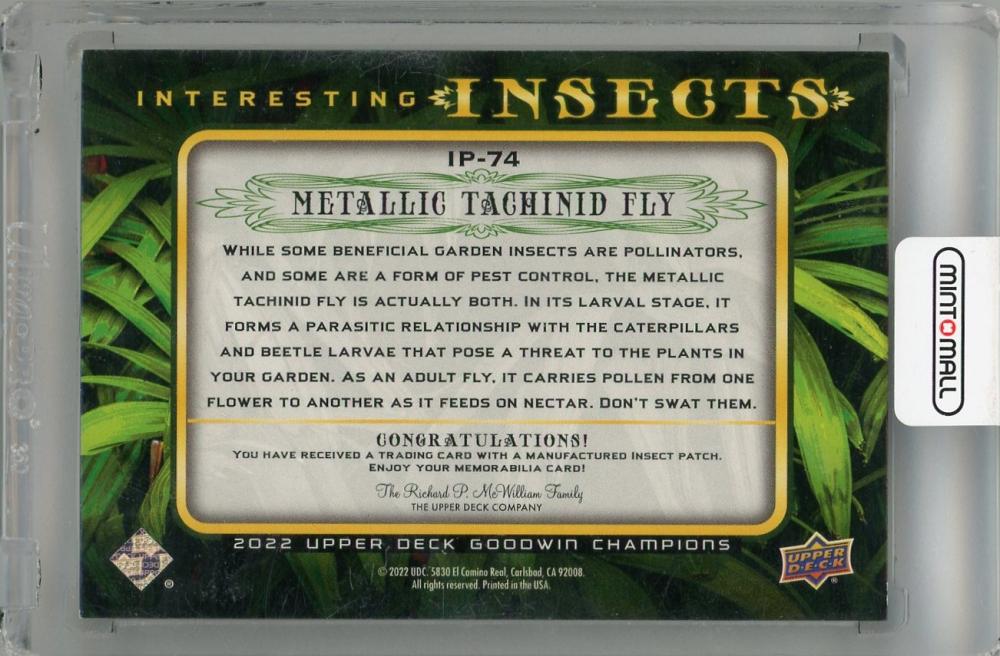 INTERESTING INSECTS
IP-74
METALLIC TACHINID FLY
WHILE SOME BENEFICIAL GARDEN INSECTS ARE POLLINATORS,
AND SOME ARE A FORM OF PEST CONTROL, THE METALLIC
TACHINID FLY IS ACTUALLY BOTH. IN ITS LARVAL STAGE, IT
FORMS A PARASITIC RELATIONSHIP WITH THE CATERPILLARS
AND BEETLE LARVAE THAT POSE A THREAT TO THE PLANTS IN
YOUR GARDEN. AS AN ADULT FLY, IT CARRIES POLLEN FROM ONE
FLOWER TO ANOTHER AS IT FEEDS ON NECTAR. DON'T SWAT THEM.
CONGRATULATIONS!
YOU HAVE RECEIVED A TRADING CARD WITH A MANUFACTURED INSECT PATCH.
ENJOY YOUR MEMORABILIA CARD!
The Richard P. McWilliam Family
THE UPPER DECK COMPANY
2022 UPPER DECK GOODWIN CHAMPIONS
© 2022 UDC. 5830 El Camino Real, Carlsbad, CA 92008.
All rights reserved. Printed in the USA.
®
UPPER
D·E·C·K
®
MINTOMALL